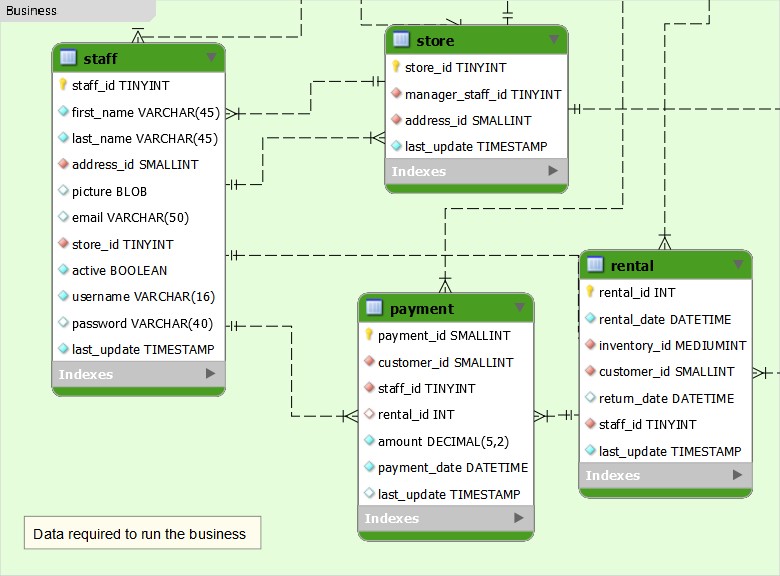 Business
staff
staff_id TINYINT
first_name VARCHAR(45)
last_name VARCHAR(45)
address_id SMALLINT
picture BLOB
email VARCHAR(50)
store_id TINYINT
active BOOLEAN
username VARCHAR(16)
password VARCHAR(40)
last_update TIMESTAMP
Indexes
store
store_id TINYINT
manager_staff_id TINYINT
address_id SMALLINT
last_update TIMESTAMP
Indexes
payment
payment_id SMALLINT
customer_id SMALLINT
staff_id TINYINT
rental_id INT
amount DECIMAL(5,2)
payment_date DATETIME
last_update TIMESTAMP
Indexes
rental
rental_id INT
rental_date DATETIME
inventory_id MEDIUMINT
customer_id SMALLINT
return_date DATETIME
staff_id TINYINT
last_update TIMESTAMP
Indexes
Data required to run the business